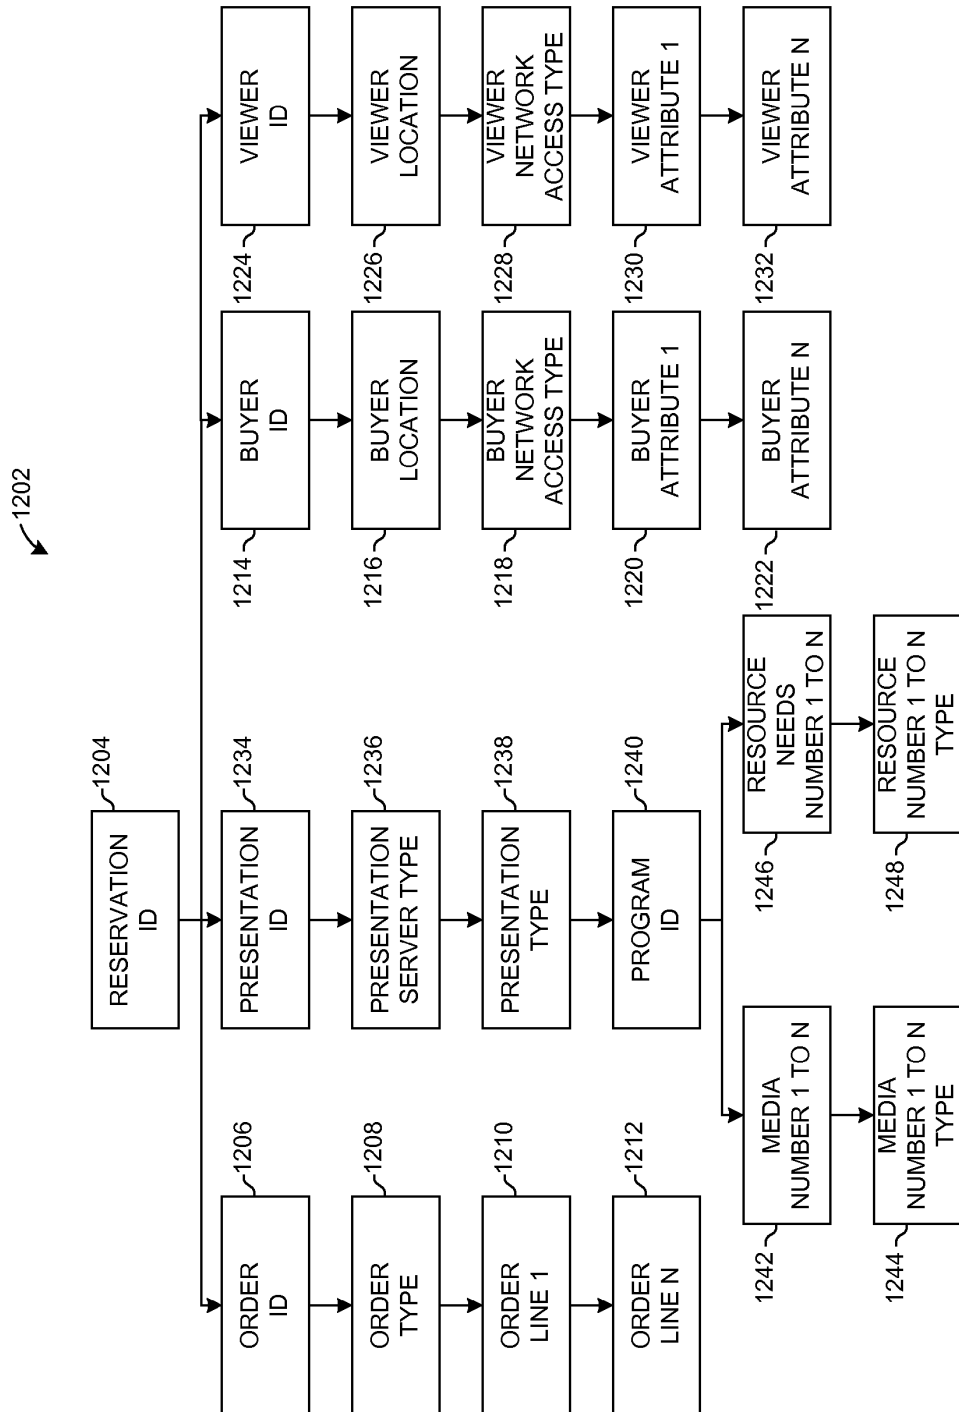 1202
RESERVATION
ID
1204
ORDER
ID
1206
ORDER
TYPE
1208
ORDER
LINE 1
1210
ORDER
LINE N
1212
PRESENTATION
ID
1234
PRESENTATION
SERVER TYPE
1236
PRESENTATION
TYPE
1238
PROGRAM
ID
1240
MEDIA
NUMBER 1 TO N
1242
MEDIA
NUMBER 1 TO N
TYPE
1244
RESOURCE
NEEDS
NUMBER 1 TO N
1246
RESOURCE
NUMBER 1 TO N
TYPE
1248
BUYER
ID
1214
BUYER
LOCATION
1216
BUYER
NETWORK
ACCESS TYPE
1218
BUYER
ATTRIBUTE 1
1220
BUYER
ATTRIBUTE N
1222
VIEWER
ID
1224
VIEWER
LOCATION
1226
VIEWER
NETWORK
ACCESS TYPE
1228
VIEWER
ATTRIBUTE 1
1230
VIEWER
ATTRIBUTE N
1232